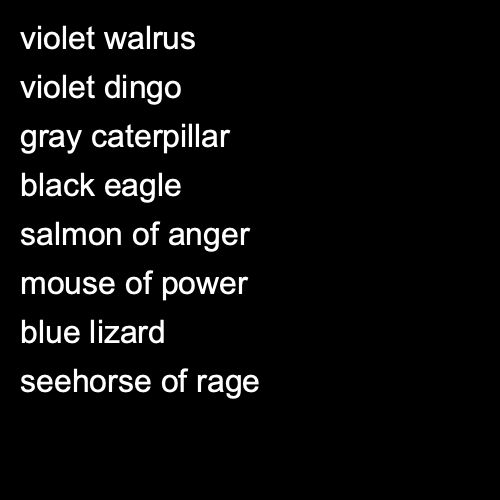 violet walrus
violet dingo
gray caterpillar
black eagle
salmon of anger
mouse of power
blue lizard
seehorse of rage